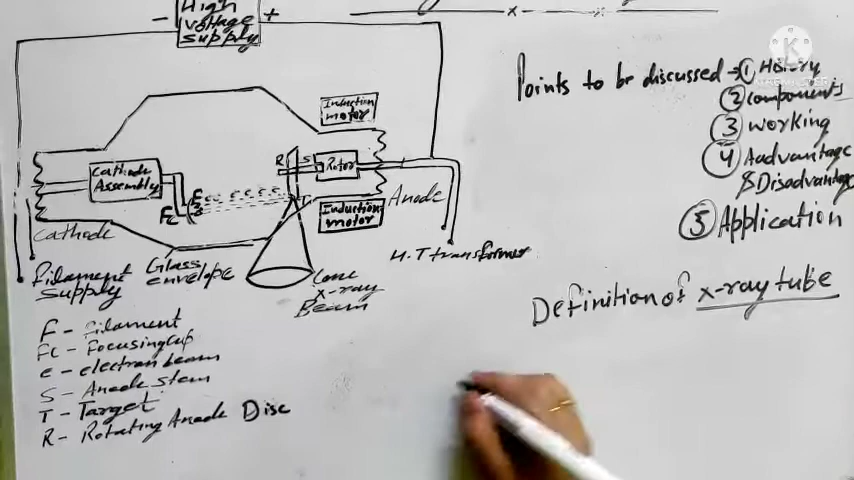 High
- voltage +
supply
Points to be discussed → ① History
② components
③ working
④ Aadvantage
& Disadvantage
⑤ Application
Induction
motor
Cathode
Assembly
R
S
Rotor
F
FC
e e e e e e
T
Induction
motor
Anode
Cathode
Filament
supply
Glass
envelope
Cone
x-ray
Beam
H.T transformer
Definition of x-ray tube
F - filament
FC - Focusing cup
e - electron beam
S - Anode stem
T - Target
R - Rotating Anode Disc
K